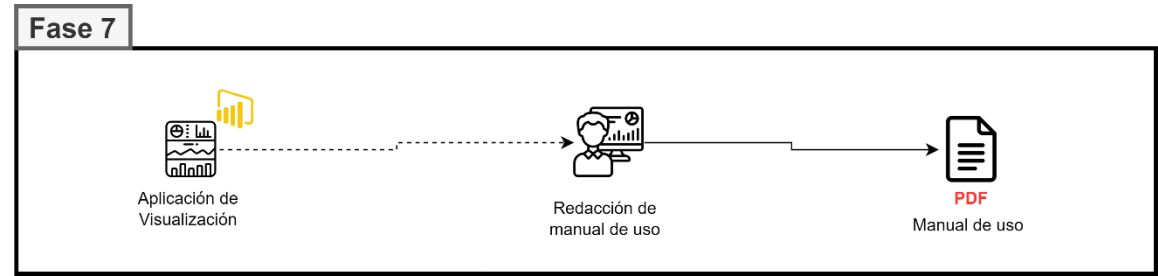 Fase 7
Aplicación de
Visualización
Redacción de
manual de uso
PDF
Manual de uso